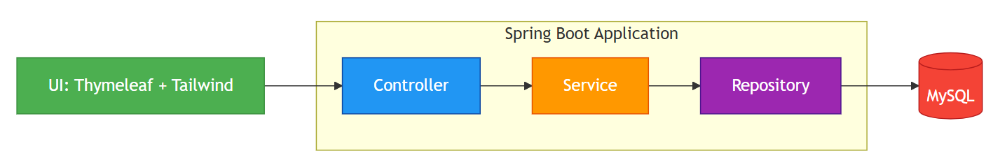 Spring Boot Application
UI: Thymeleaf + Tailwind
Controller
Service
Repository
MySQL